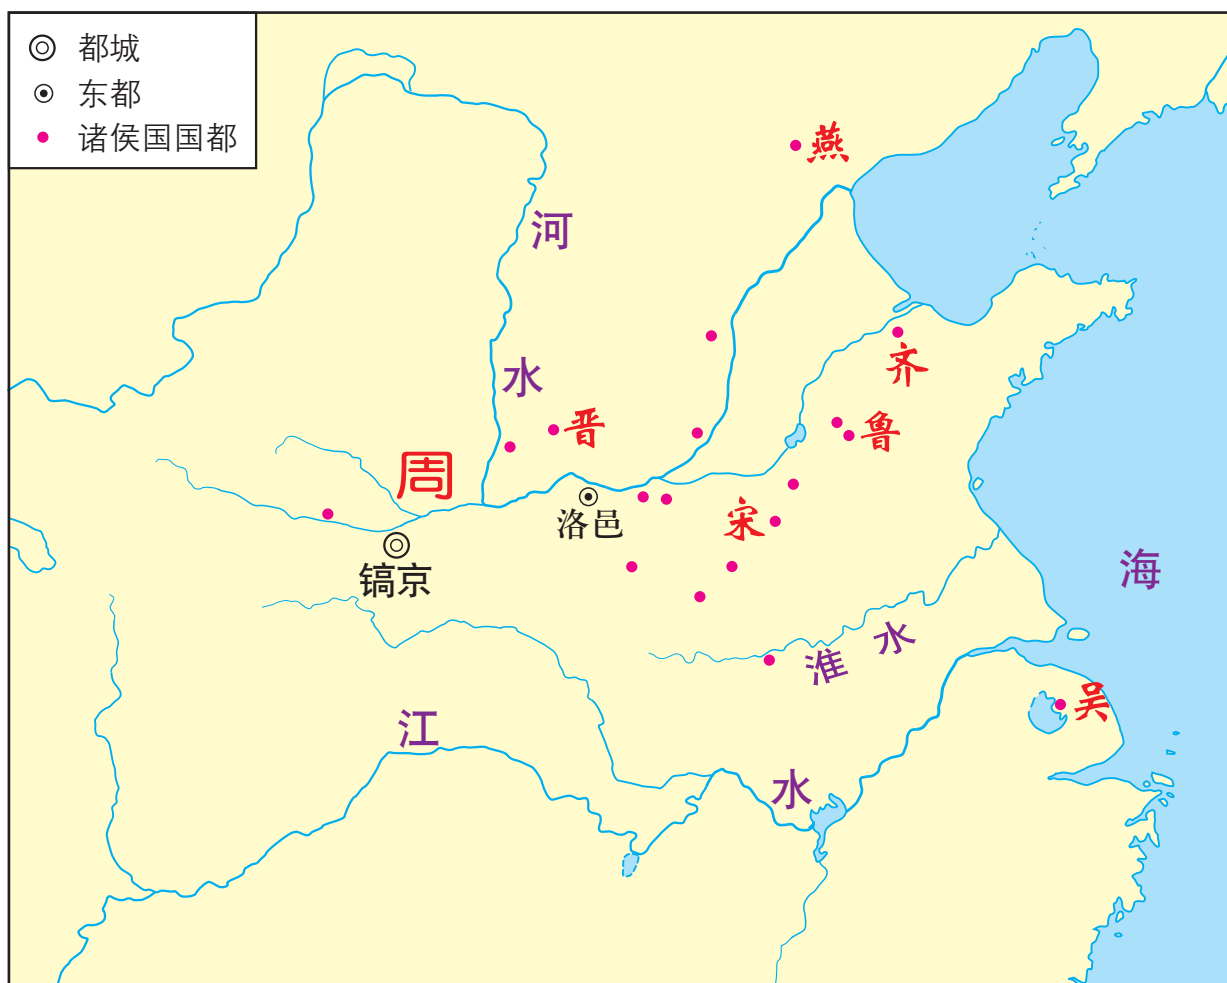 都城
东都
诸侯国国都
燕
河
水
齐
晋
鲁
周
宋
洛邑
镐京
海
淮水
吴
江
水